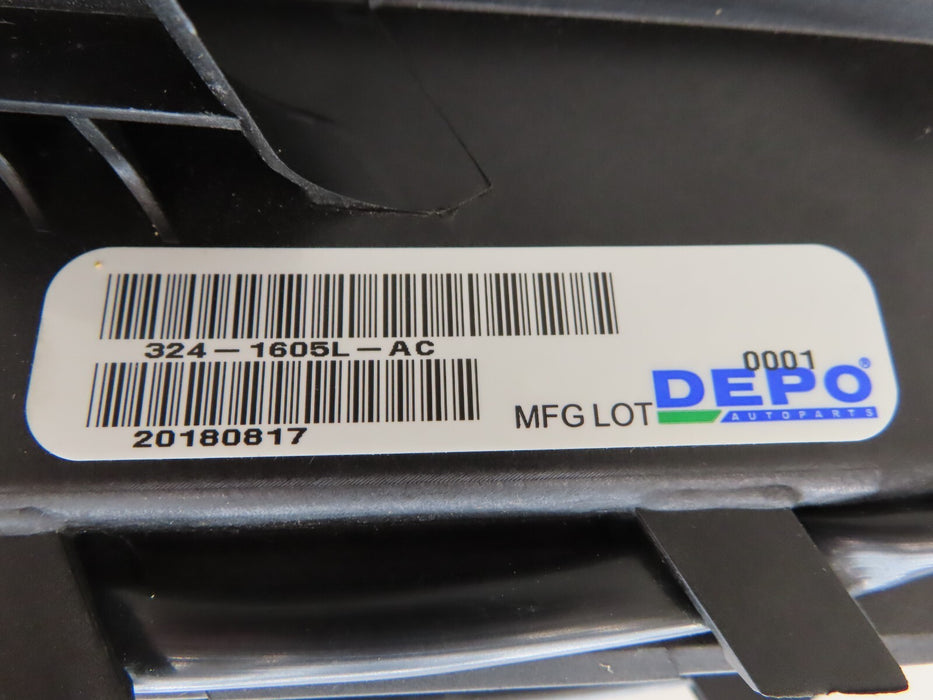 324-1605L-AC
20180817
0001
MFG LOT
DEPO®
AUTOPARTS